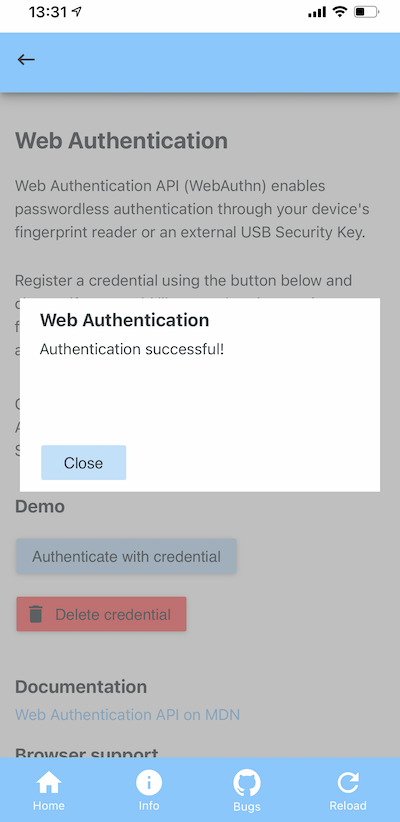 13:31
Web Authentication
Web Authentication API (WebAuthn) enables
passwordless authentication through your device's
fingerprint reader or an external USB Security Key.
Register a credential using the button below and
Web Authentication
Authentication successful!
Close
Demo
Authenticate with credential
Delete credential
Documentation
Web Authentication API on MDN
Browser support
Home
Info
Bugs
Reload